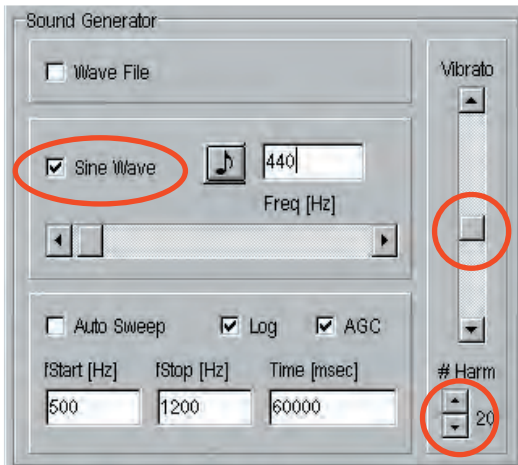 Sound Generator
Wave File
Vibrato
Sine Wave
440
Freq [Hz]
Auto Sweep
Log
AGC
fStart [Hz]
fStop [Hz]
Time [msec]
# Harm
500
1200
60000
20